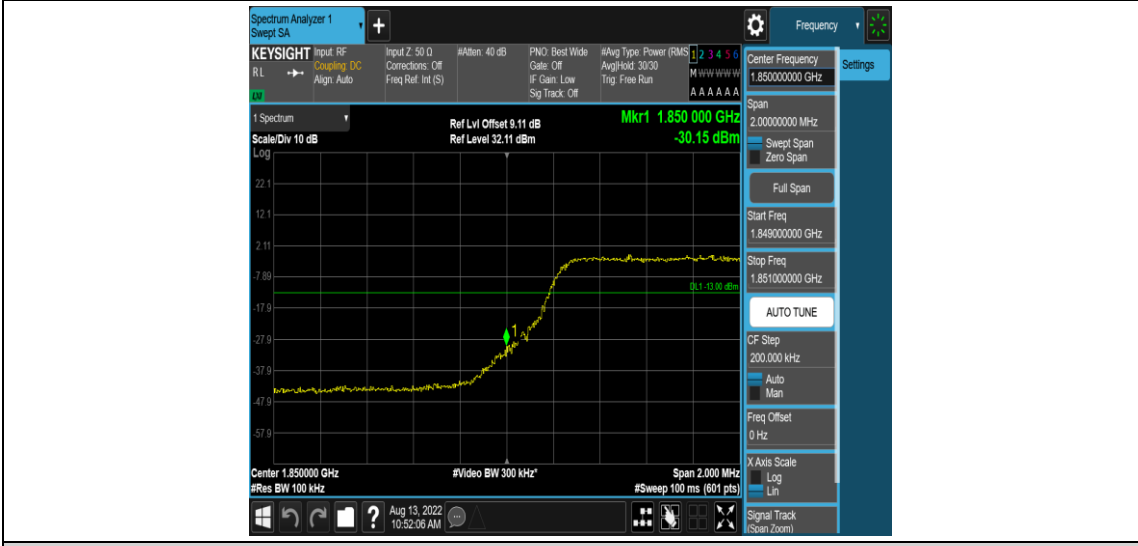 Spectrum Analyzer 1
Swept SA
+
Frequency
KEYSIGHT
RL
Input: RF
Coupling: DC
Align: Auto
Input Z: 50 Ω
Corrections: Off
Freq Ref: Int (S)
#Atten: 40 dB
PNO: Best Wide
Gate: Off
IF Gain: Low
Sig Track: Off
#Avg Type: Power (RMS
Avg|Hold: 30/30
Trig: Free Run
1 2 3 4 5 6
M W W W W W
A A A A A A
1 Spectrum
Scale/Div 10 dB
Log
Ref Lvl Offset 9.11 dB
Ref Level 32.11 dBm
Mkr1 1.850 000 GHz
-30.15 dBm
22.1
12.1
2.11
-7.89
-17.9
-27.9
-37.9
-47.9
-57.9
DL1 -13.00 dBm
1
Center 1.850000 GHz
#Res BW 100 kHz
#Video BW 300 kHz*
Span 2.000 MHz
#Sweep 100 ms (601 pts)
Center Frequency
1.850000000 GHz
Settings
Span
2.00000000 MHz
Swept Span
Zero Span
Full Span
Start Freq
1.849000000 GHz
Stop Freq
1.851000000 GHz
AUTO TUNE
CF Step
200.000 kHz
Auto
Man
Freq Offset
0 Hz
X Axis Scale
Log
Lin
Signal Track
(Span Zoom)
?
Aug 13, 2022
10:52:06 AM